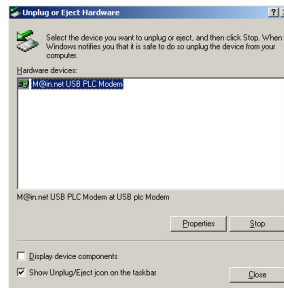 Unplug or Eject Hardware
Select the device you want to unplug or eject, and then click Stop. When
Windows notifies you that it is safe to do so unplug the device from your
computer.
Hardware devices:
M@in.net USB PLC Modem
M@in.net USB PLC Modem at USB plc Modem
Properties
Stop
Display device components
Show Unplug/Eject icon on the taskbar
Close